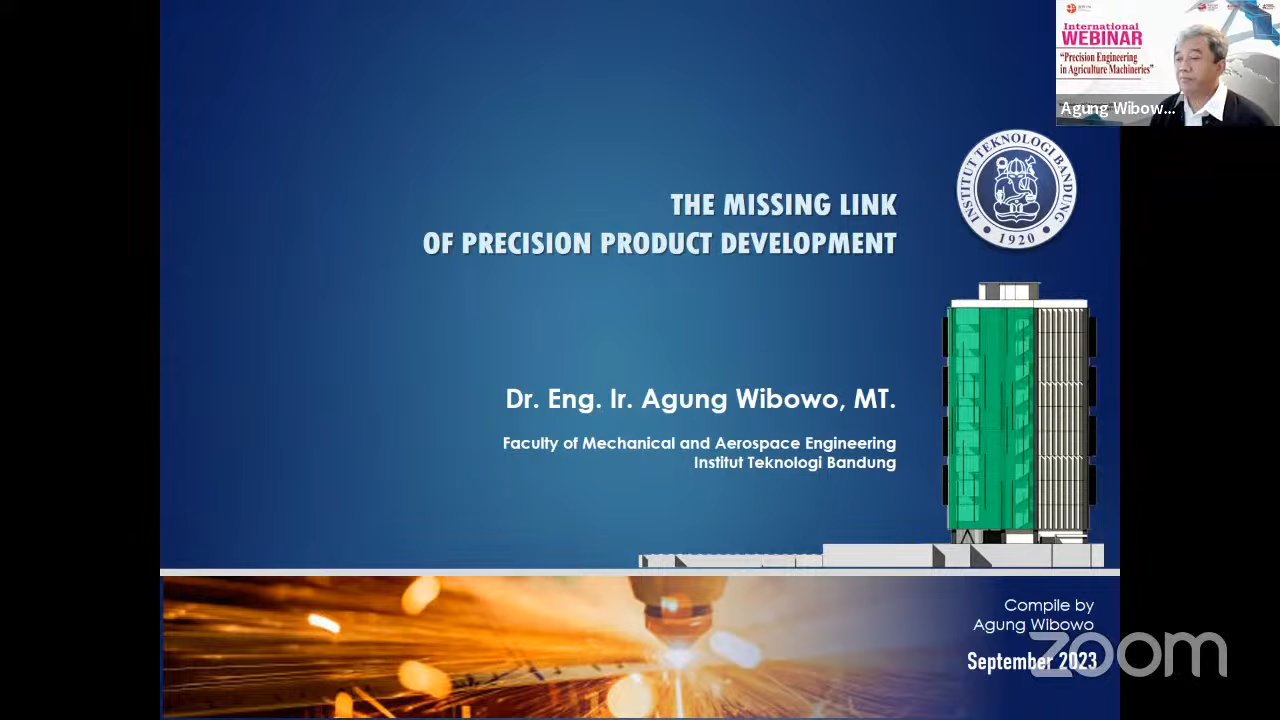 International
WEBINAR
"Precision Engineering
in Agriculture Machineries"
Agung Wibow...
INSTITUT TEKNOLOGI BANDUNG
1920
THE MISSING LINK
OF PRECISION PRODUCT DEVELOPMENT
Dr. Eng. Ir. Agung Wibowo, MT.
Faculty of Mechanical and Aerospace Engineering
Institut Teknologi Bandung
Compile by
Agung Wibowo
September 2023
zoom